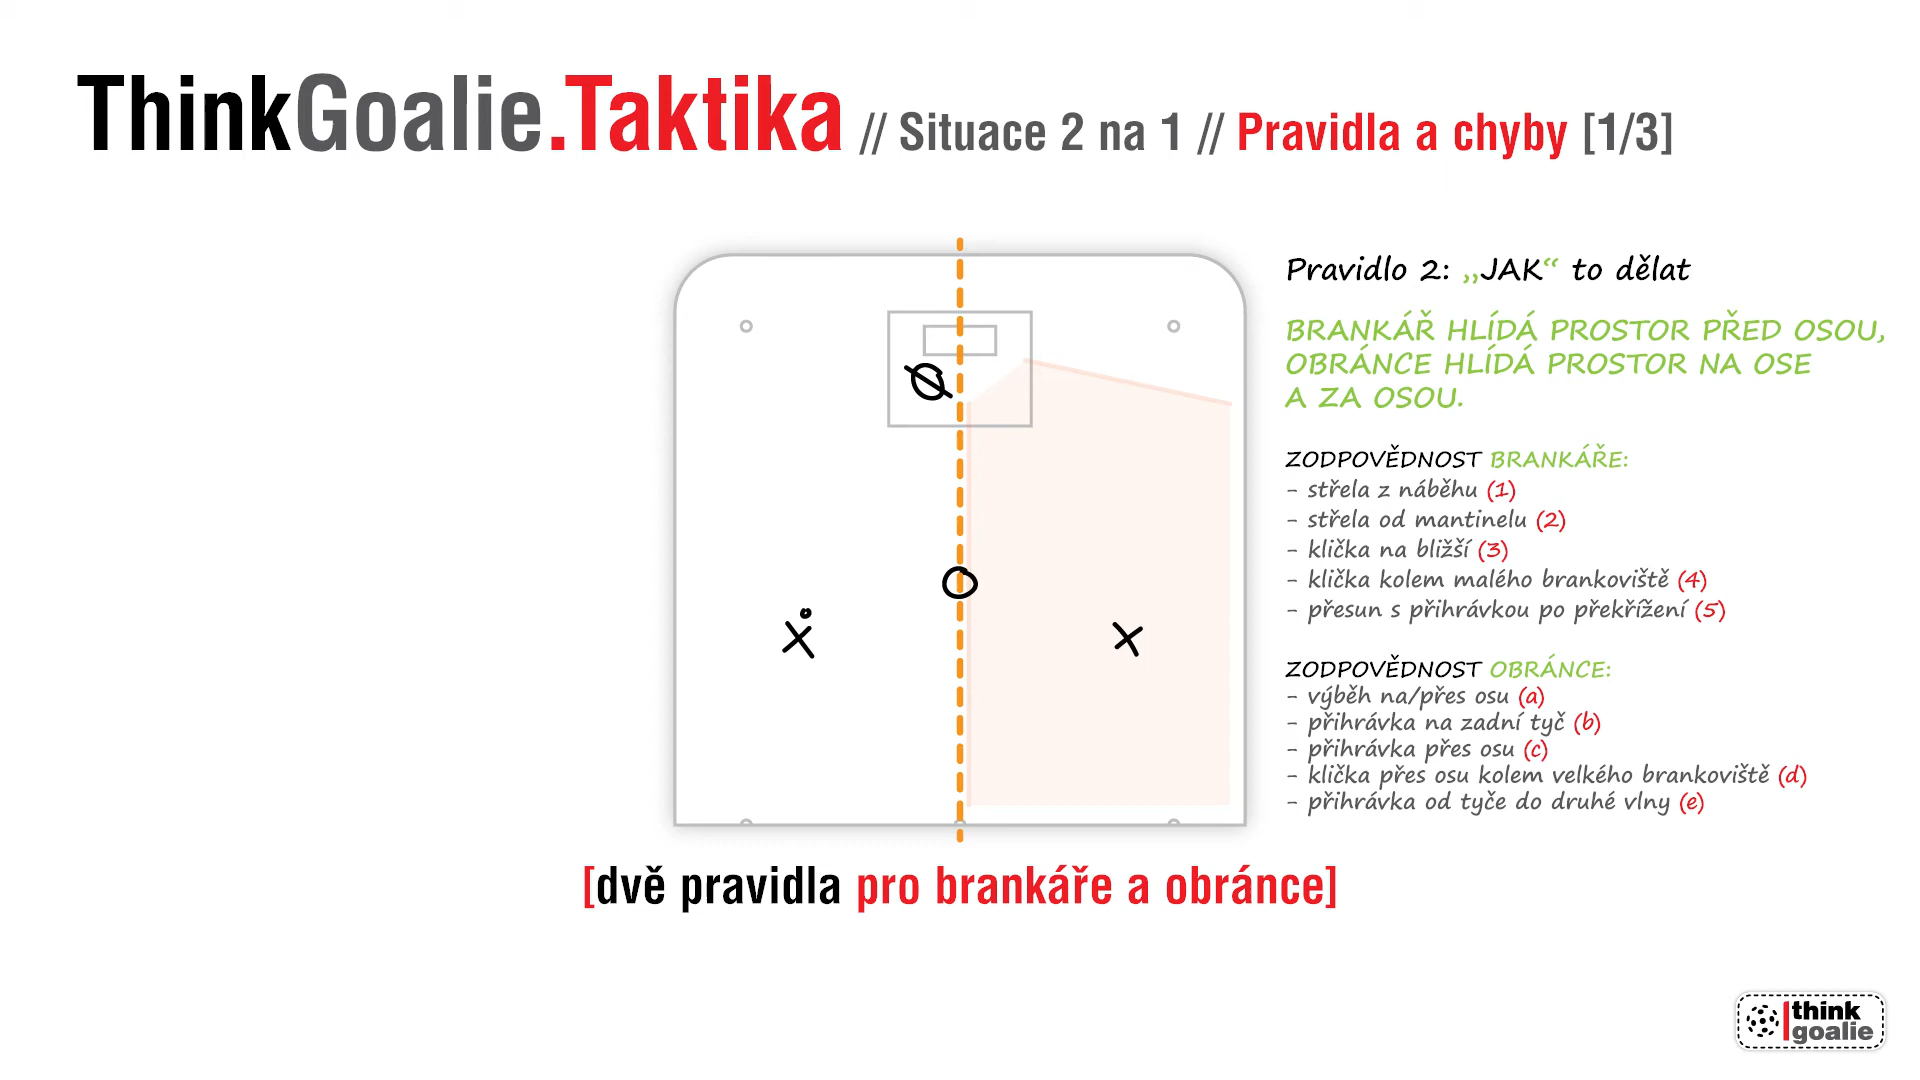 ThinkGoalie.Taktika // Situace 2 na 1 // Pravidla a chyby [1/3]
Pravidlo 2: „JAK“ to dělat
BRANKÁŘ HLÍDÁ PROSTOR PŘED OSOU,
OBRÁNCE HLÍDÁ PROSTOR NA OSE
A ZA OSOU.
ZODPOVĚDNOST BRANKÁŘE:
- střela z náběhu (1)
- střela od mantinelu (2)
- klička na bližší (3)
- klička kolem malého brankoviště (4)
- přesun s přihrávkou po překřížení (5)
ZODPOVĚDNOST OBRÁNCE:
- výběh na/přes osu (a)
- přihrávka na zadní tyč (b)
- přihrávka přes osu (c)
- klička přes osu kolem velkého brankoviště (d)
- přihrávka od tyče do druhé vlny (e)
[dvě pravidla pro brankáře a obránce]
think
goalie